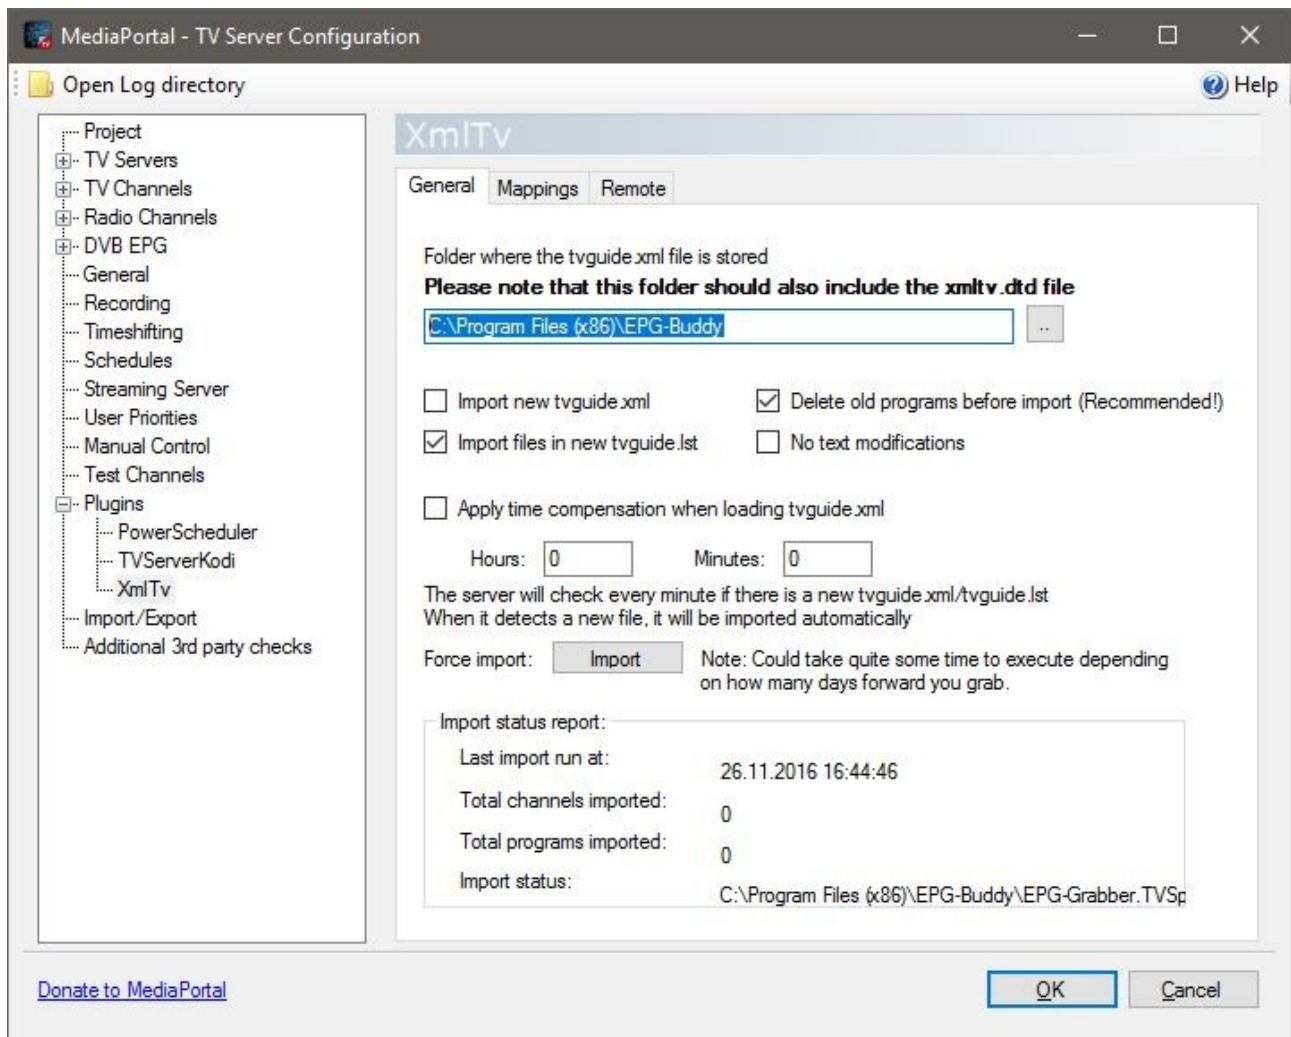 MediaPortal - TV Server Configuration
Open Log directory
Help
Project
TV Servers
TV Channels
Radio Channels
DVB EPG
General
Recording
Timeshifting
Schedules
Streaming Server
User Priorities
Manual Control
Test Channels
Plugins
PowerScheduler
TVServerKodi
XmlTv
Import/Export
Additional 3rd party checks
XmlTv
General Mappings Remote
Folder where the tvguide.xml file is stored
Please note that this folder should also include the xmltv.dtd file
C:\Program Files (x86)\EPG-Buddy ..
Import new tvguide.xml Delete old programs before import (Recommended!)
Import files in new tvguide.lst No text modifications
Apply time compensation when loading tvguide.xml
Hours: 0 Minutes: 0
The server will check every minute if there is a new tvguide.xml/tvguide.lst
When it detects a new file, it will be imported automatically
Force import: Import Note: Could take quite some time to execute depending
on how many days forward you grab.
Import status report:
Last import run at: 26.11.2016 16:44:46
Total channels imported: 0
Total programs imported: 0
Import status: C:\Program Files (x86)\EPG-Buddy\EPG-Grabber.TVSp
Donate to MediaPortal
OK Cancel